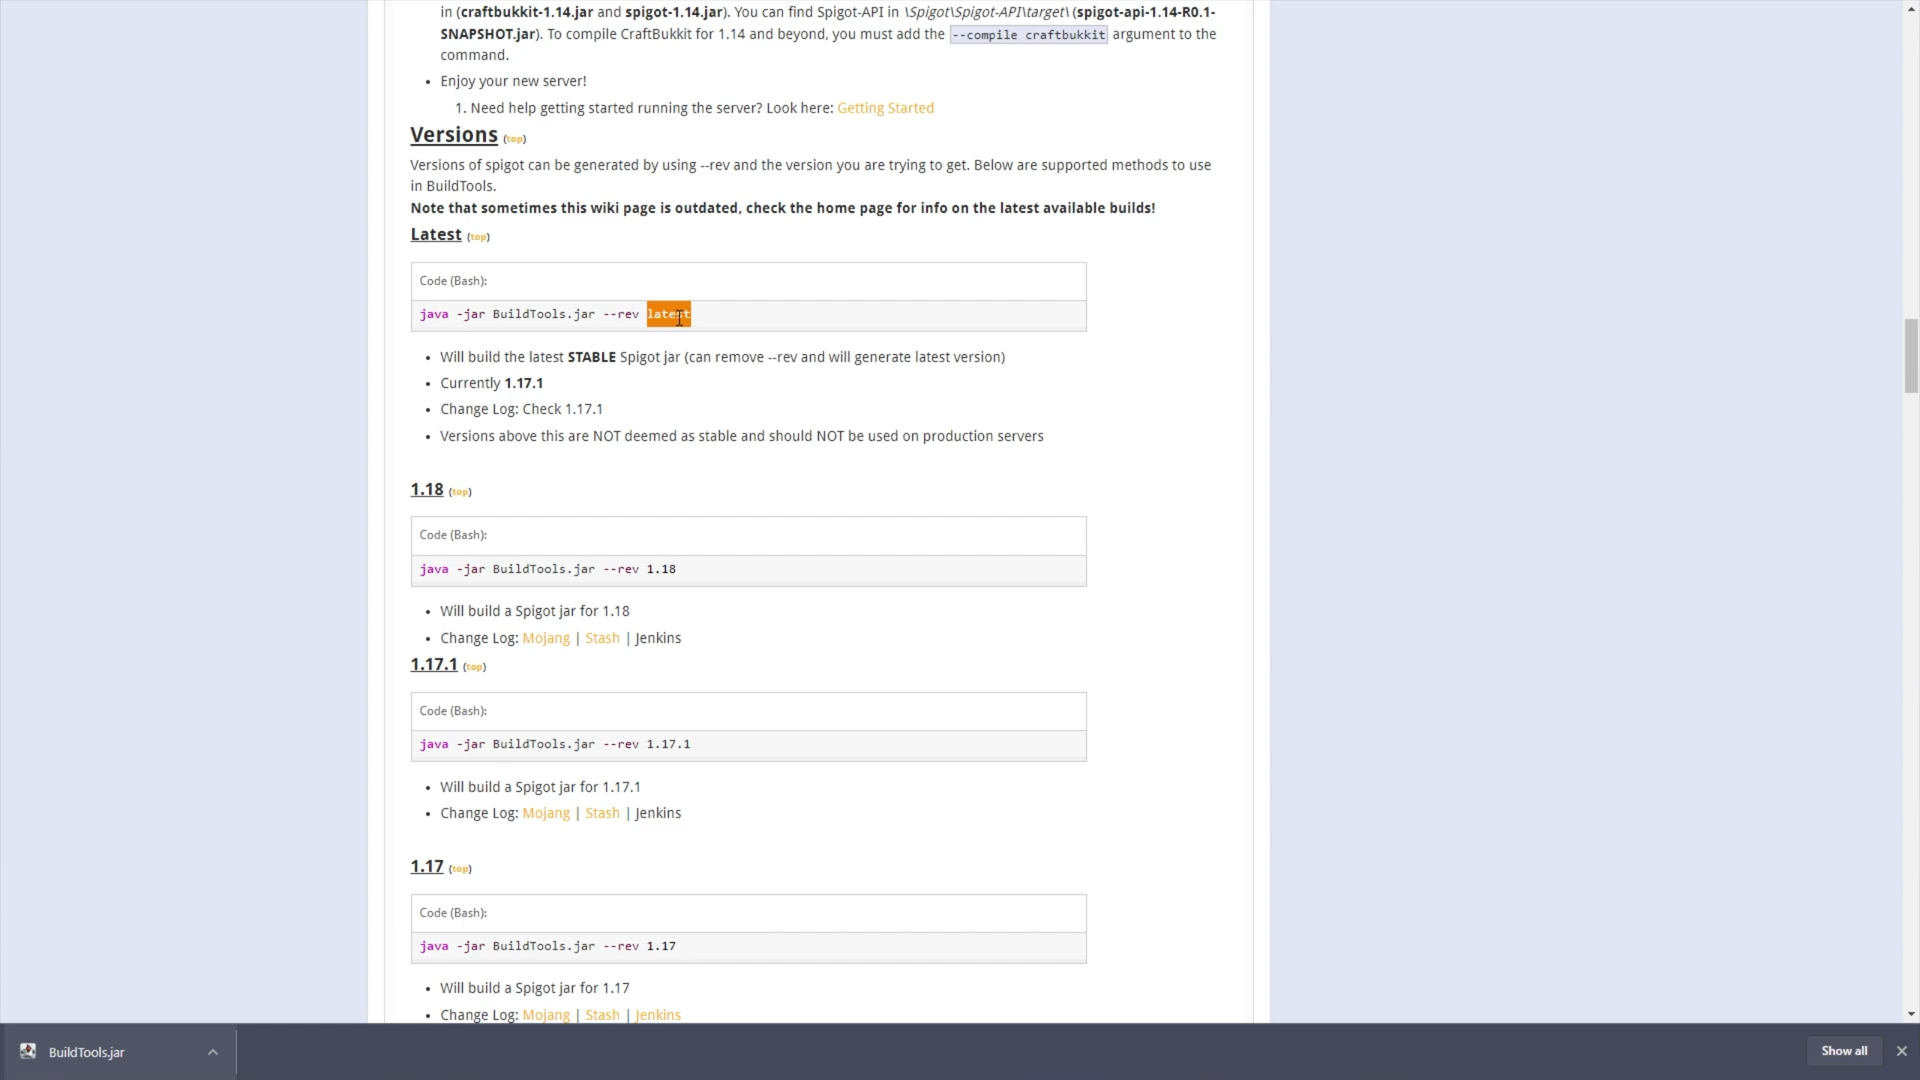 in (craftbukkit-1.14.jar and spigot-1.14.jar). You can find Spigot-API in \Spigot\Spigot-API\target\ (spigot-api-1.14-R0.1-
SNAPSHOT.jar). To compile CraftBukkit for 1.14 and beyond, you must add the --compile craftbukkit argument to the
command.
• Enjoy your new server!
1. Need help getting started running the server? Look here: Getting Started
Versions (top)
Versions of spigot can be generated by using --rev and the version you are trying to get. Below are supported methods to use
in BuildTools.
Note that sometimes this wiki page is outdated, check the home page for info on the latest available builds!
Latest (top)
Code (Bash):
java -jar BuildTools.jar --rev latest
• Will build the latest STABLE Spigot jar (can remove --rev and will generate latest version)
• Currently 1.17.1
• Change Log: Check 1.17.1
• Versions above this are NOT deemed as stable and should NOT be used on production servers
1.18 (top)
Code (Bash):
java -jar BuildTools.jar --rev 1.18
• Will build a Spigot jar for 1.18
• Change Log: Mojang | Stash | Jenkins
1.17.1 (top)
Code (Bash):
java -jar BuildTools.jar --rev 1.17.1
• Will build a Spigot jar for 1.17.1
• Change Log: Mojang | Stash | Jenkins
1.17 (top)
Code (Bash):
java -jar BuildTools.jar --rev 1.17
• Will build a Spigot jar for 1.17
• Change Log: Mojang | Stash | Jenkins
BuildTools.jar
Show all